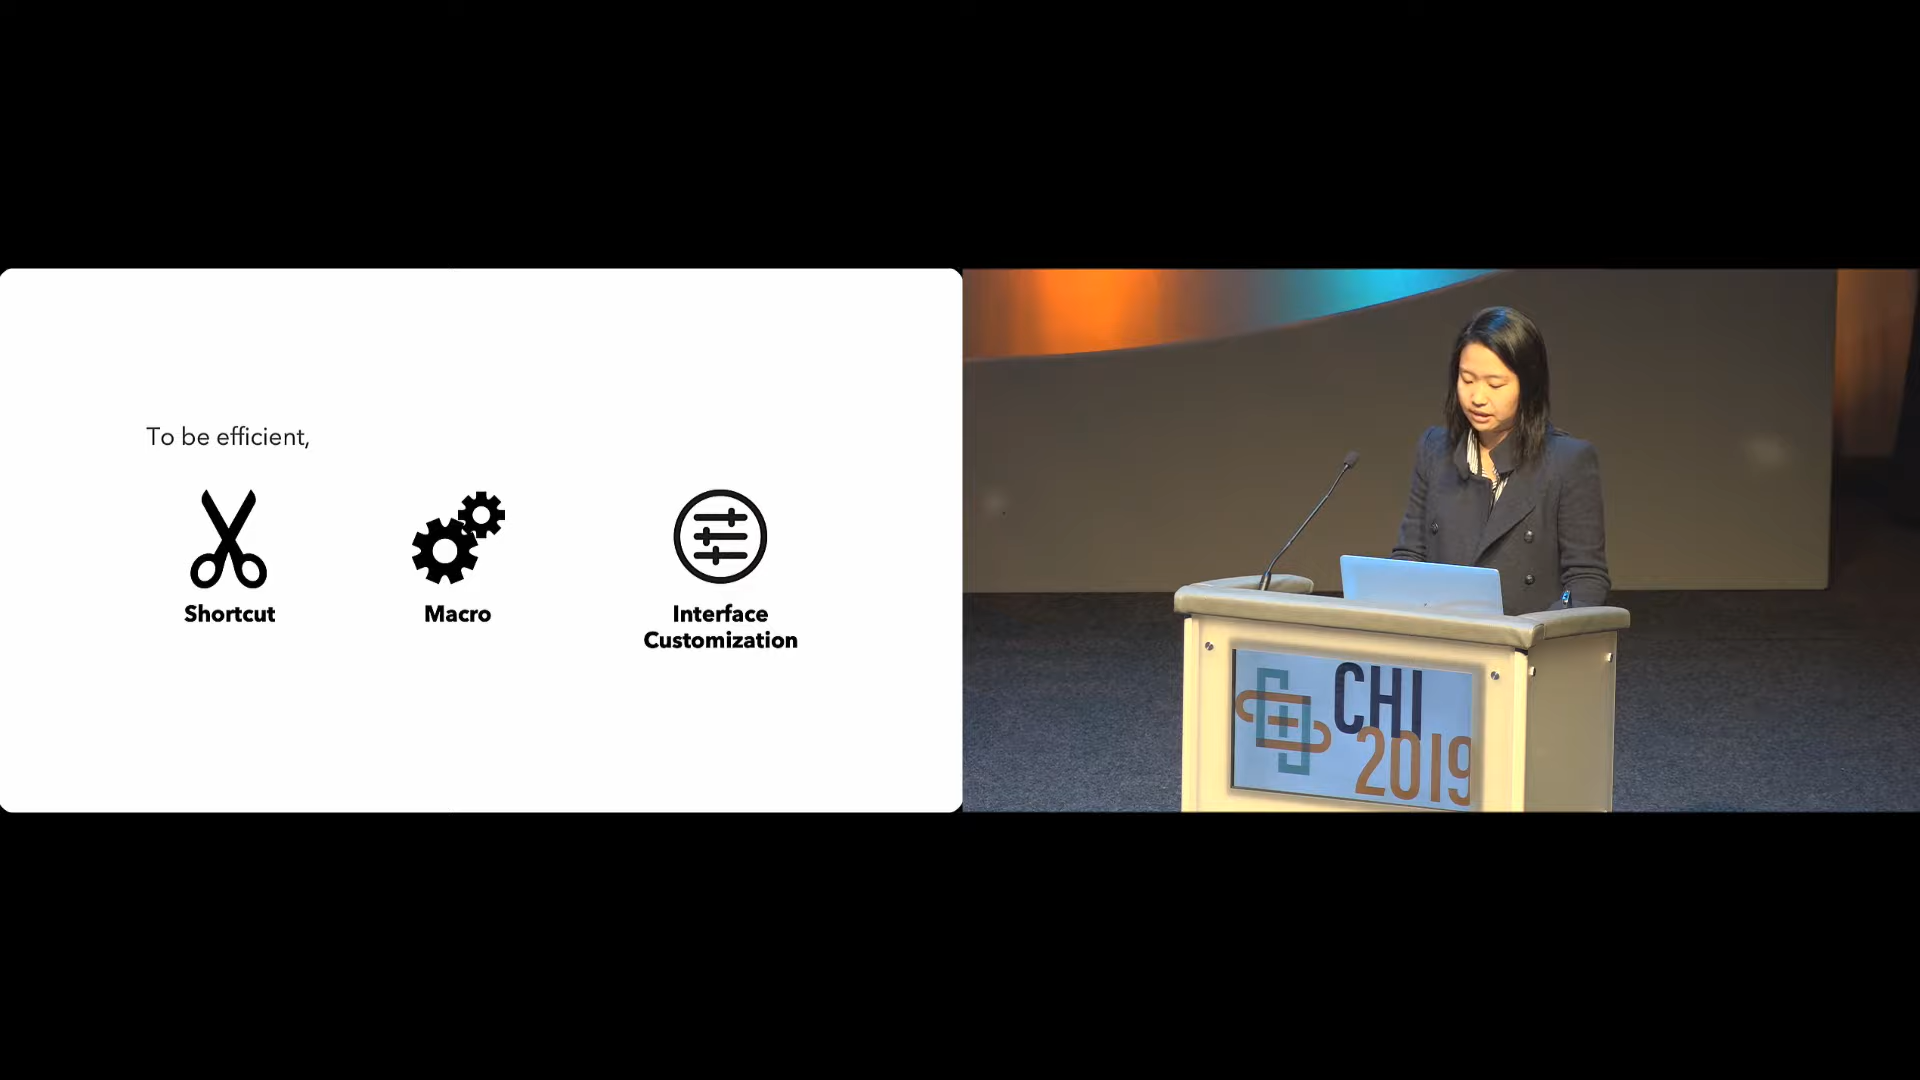 To be efficient,
Shortcut
Macro
Interface
Customization
CHI
2019